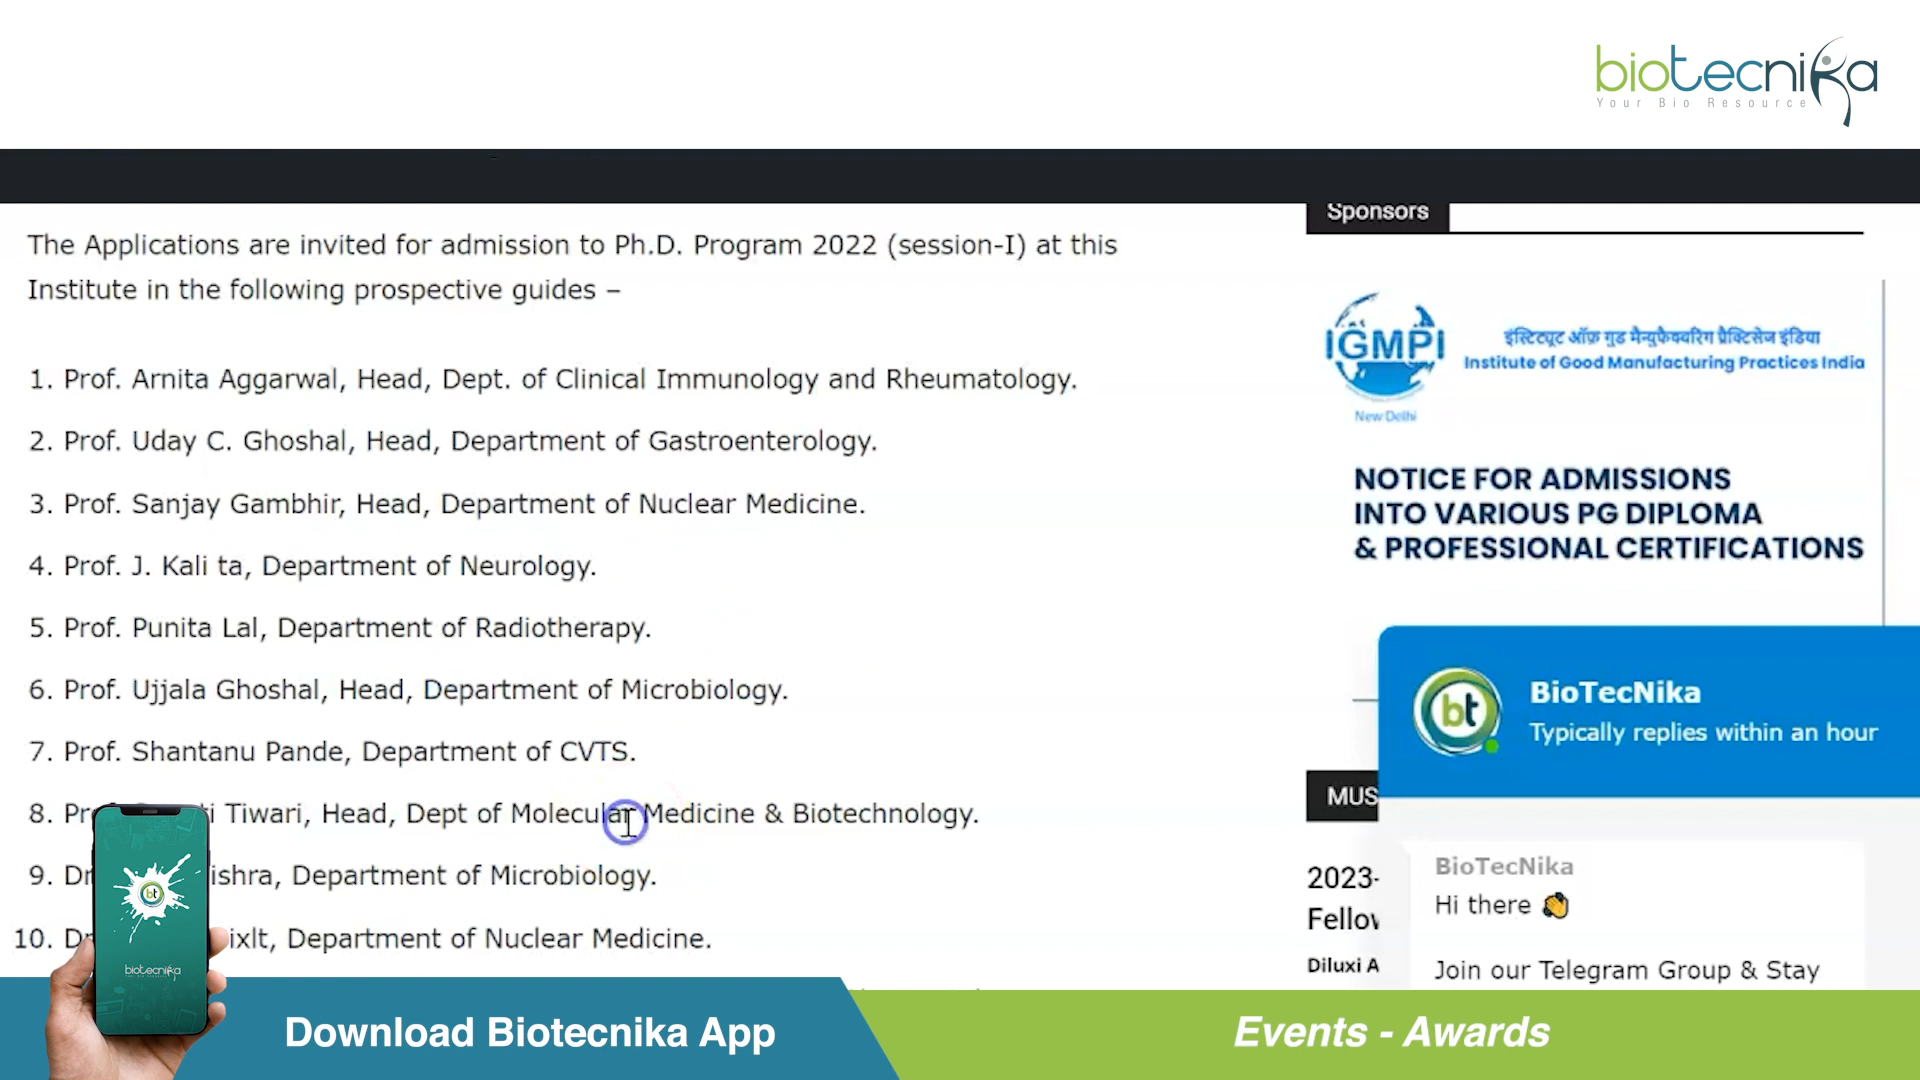 biotecnika
Your Bio Resource
Sponsors
The Applications are invited for admission to Ph.D. Program 2022 (session-I) at this
Institute in the following prospective guides –
1. Prof. Arnita Aggarwal, Head, Dept. of Clinical Immunology and Rheumatology.
2. Prof. Uday C. Ghoshal, Head, Department of Gastroenterology.
3. Prof. Sanjay Gambhir, Head, Department of Nuclear Medicine.
4. Prof. J. Kali ta, Department of Neurology.
5. Prof. Punita Lal, Department of Radiotherapy.
6. Prof. Ujjala Ghoshal, Head, Department of Microbiology.
7. Prof. Shantanu Pande, Department of CVTS.
8. Tiwari, Head, Dept of Molecular Medicine & Biotechnology.
9. Department of Microbiology.
10. Department of Nuclear Medicine.
IGMPI
New Delhi
इंस्टिट्यूट ऑफ़ गुड मैन्युफैक्चरिंग प्रैक्टिसेज इंडिया
Institute of Good Manufacturing Practices India
NOTICE FOR ADMISSIONS
INTO VARIOUS PG DIPLOMA
& PROFESSIONAL CERTIFICATIONS
bt
BioTecNika
Typically replies within an hour
2023-
BioTecNika
Hi there
Diluxi A
Join our Telegram Group & Stay
bt
biotecnika
Download Biotecnika App
Events - Awards